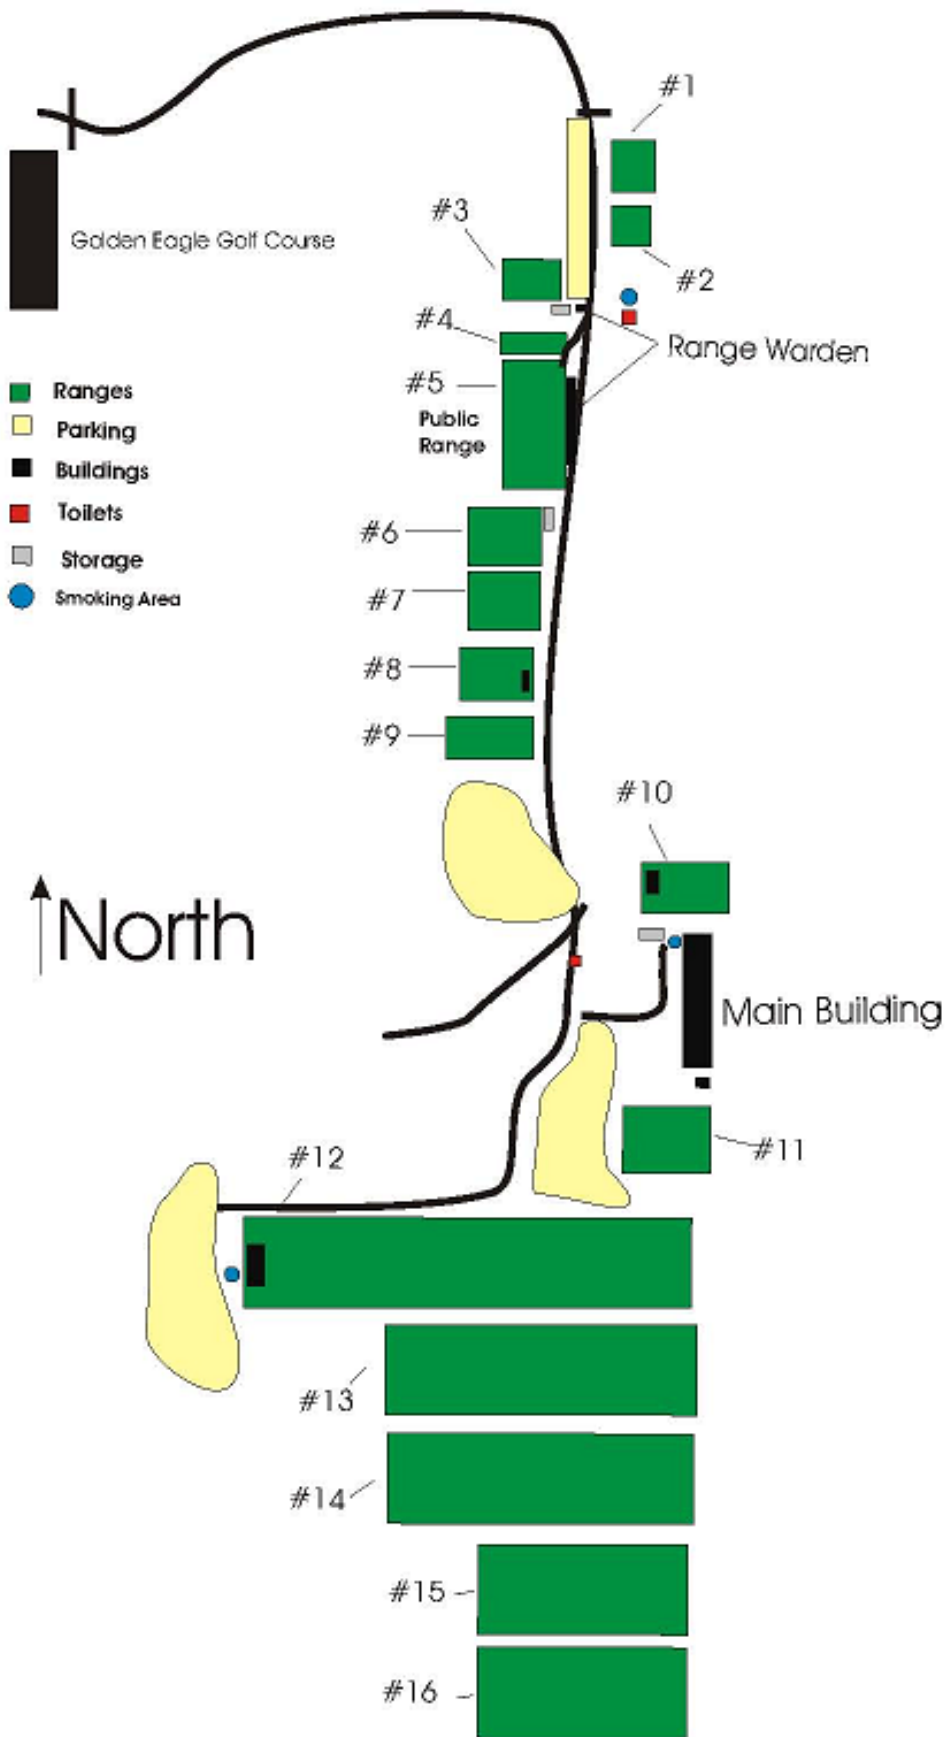 #1
#3
Golden Eagle Golf Course
#2
#4
Range Warden
#5
Public
Range
Ranges
Parking
Buildings
Toilets
Storage
Smoking Area
#6
#7
#8
#9
#10
North
Main Building
#11
#12
#13
#14
#15
#16